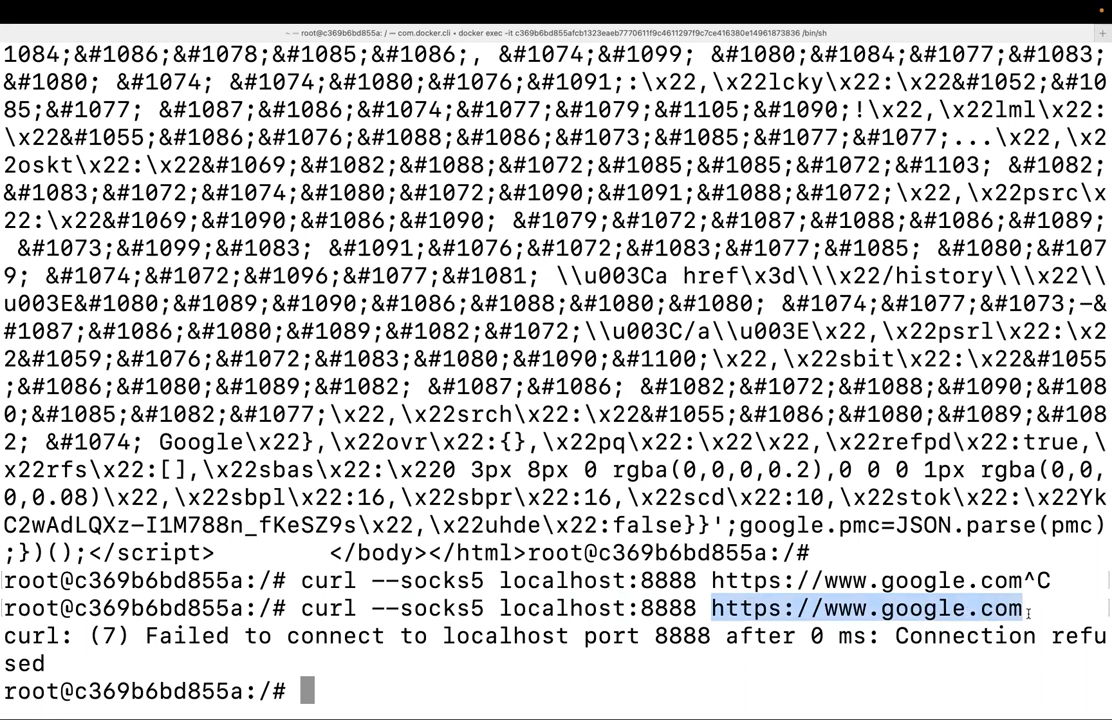 ~ — root@c369b6bd855a: / — com.docker.cli • docker exec -it c369b6bd855afcb1323eaeb7770611f9c4611297f9c7ce416380e14961873836 /bin/sh
1084;&#1086;&#1078;&#1085;&#1086;, &#1074;&#1099; &#1080;&#1084;&#1077;&#1083;
&#1080; &#1074; &#1074;&#1080;&#1076;&#1091;:\x22,\x22lcky\x22:\x22&#1052;&#10
85;&#1077; &#1087;&#1086;&#1074;&#1077;&#1079;&#1105;&#1090;!\x22,\x22lml\x22:
\x22&#1055;&#1086;&#1076;&#1088;&#1086;&#1073;&#1085;&#1077;&#1077;...\x22,\x2
2oskt\x22:\x22&#1069;&#1082;&#1088;&#1072;&#1085;&#1085;&#1072;&#1103; &#1082;
&#1083;&#1072;&#1074;&#1080;&#1072;&#1090;&#1091;&#1088;&#1072;\x22,\x22psrc\x
22:\x22&#1069;&#1090;&#1086;&#1090; &#1079;&#1072;&#1087;&#1088;&#1086;&#1089;
 &#1073;&#1099;&#1083; &#1091;&#1076;&#1072;&#1083;&#1077;&#1085; &#1080;&#107
9; &#1074;&#1072;&#1096;&#1077;&#1081; \\u003Ca href\x3d\\\x22/history\\\x22\\
u003E&#1080;&#1089;&#1090;&#1086;&#1088;&#1080;&#1080; &#1074;&#1077;&#1073;-&
#1087;&#1086;&#1080;&#1089;&#1082;&#1072;\\u003C/a\\u003E\x22,\x22psrl\x22:\x2
2&#1059;&#1076;&#1072;&#1083;&#1080;&#1090;&#1100;\x22,\x22sbit\x22:\x22&#1055
;&#1086;&#1080;&#1089;&#1082; &#1087;&#1086; &#1082;&#1072;&#1088;&#1090;&#108
0;&#1085;&#1082;&#1077;\x22,\x22srch\x22:\x22&#1055;&#1086;&#1080;&#1089;&#108
2; &#1074; Google\x22},\x22ovr\x22:{},\x22pq\x22:\x22\x22,\x22refpd\x22:true,\
x22rfs\x22:[],\x22sbas\x22:\x220 3px 8px 0 rgba(0,0,0,0.2),0 0 0 1px rgba(0,0,
0,0.08)\x22,\x22sbpl\x22:16,\x22sbpr\x22:16,\x22scd\x22:10,\x22stok\x22:\x22Yk
C2wAdLQXz-I1M788n_fKeSZ9s\x22,\x22uhde\x22:false}}';google.pmc=JSON.parse(pmc)
;})();</script>        </body></html>root@c369b6bd855a:/#
root@c369b6bd855a:/# curl --socks5 localhost:8888 https://www.google.com^C
root@c369b6bd855a:/# curl --socks5 localhost:8888 https://www.google.com
curl: (7) Failed to connect to localhost port 8888 after 0 ms: Connection refu
sed
root@c369b6bd855a:/#